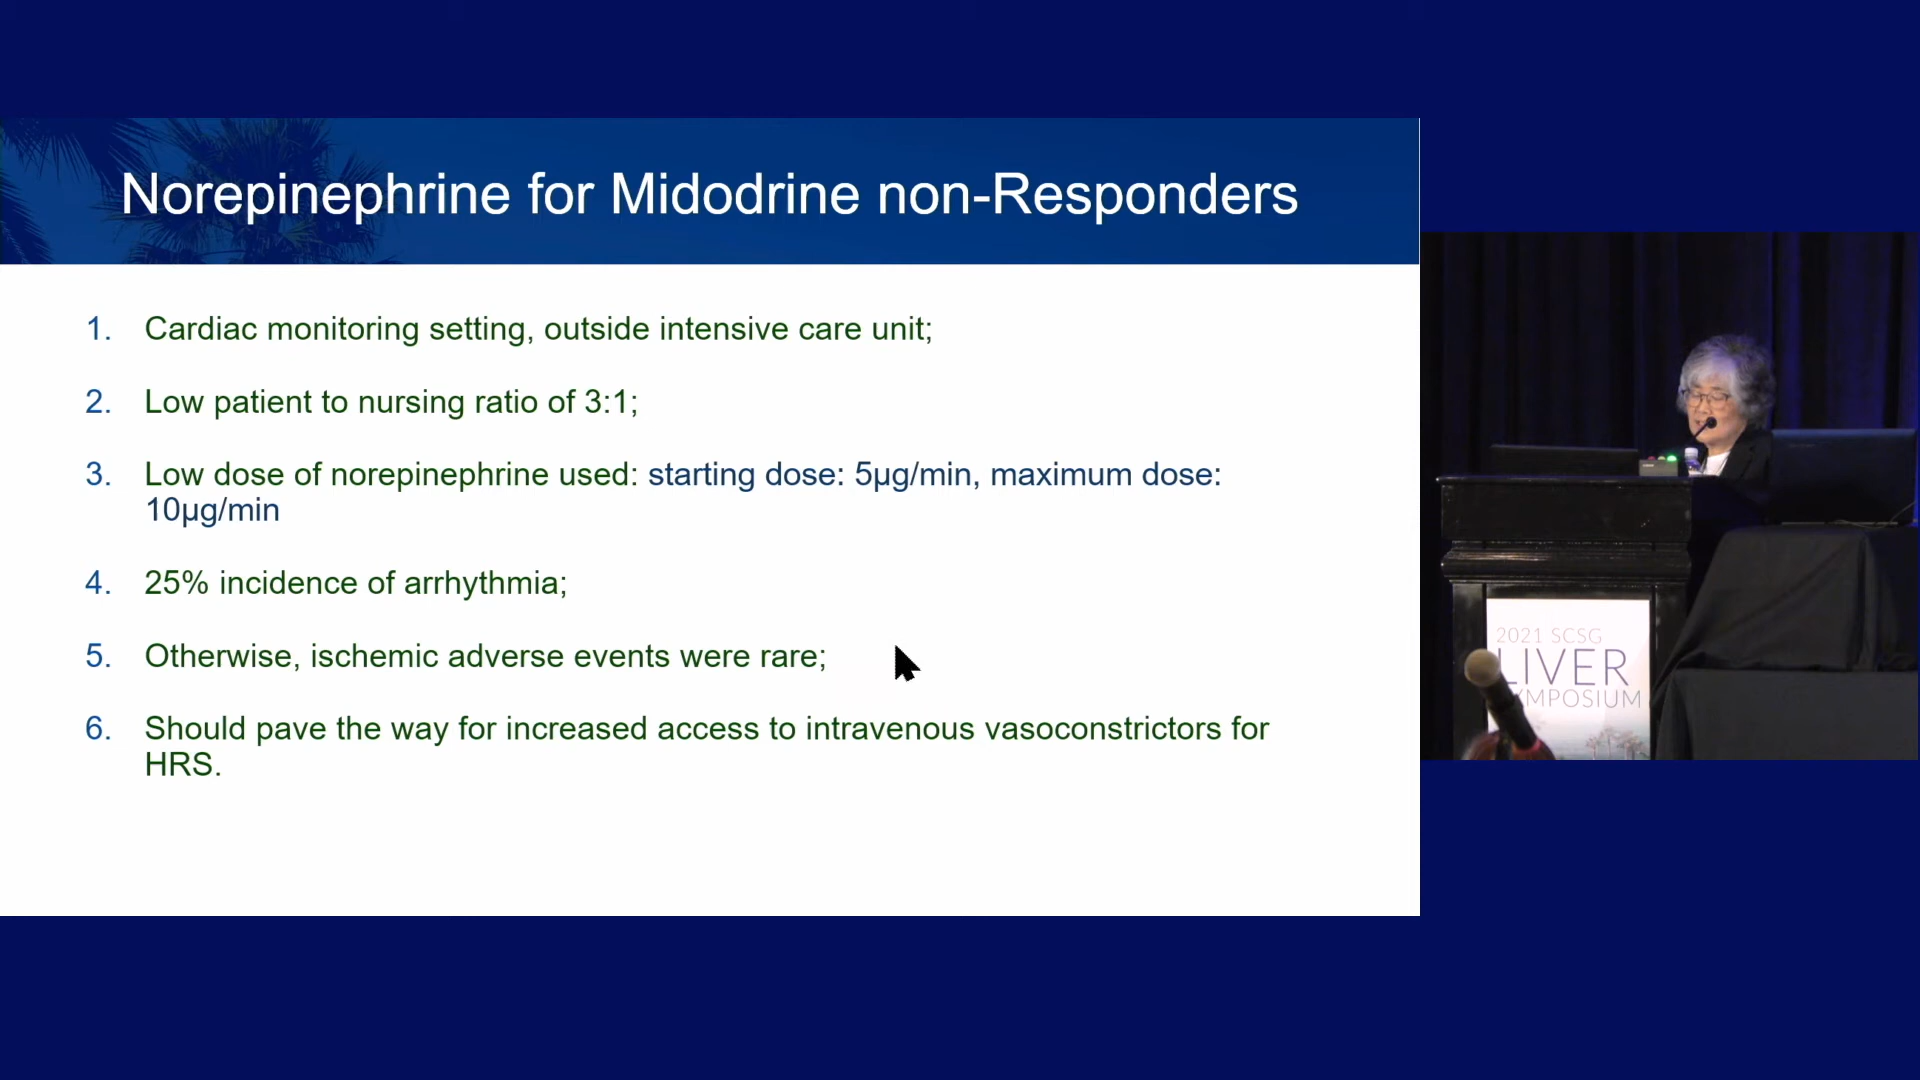 Norepinephrine for Midodrine non-Responders
1. Cardiac monitoring setting, outside intensive care unit;
2. Low patient to nursing ratio of 3:1;
3. Low dose of norepinephrine used: starting dose: 5µg/min, maximum dose:
10µg/min
4. 25% incidence of arrhythmia;
5. Otherwise, ischemic adverse events were rare;
6. Should pave the way for increased access to intravenous vasoconstrictors for
HRS.
2021 SCSG
LIVER
YMPOSIUM